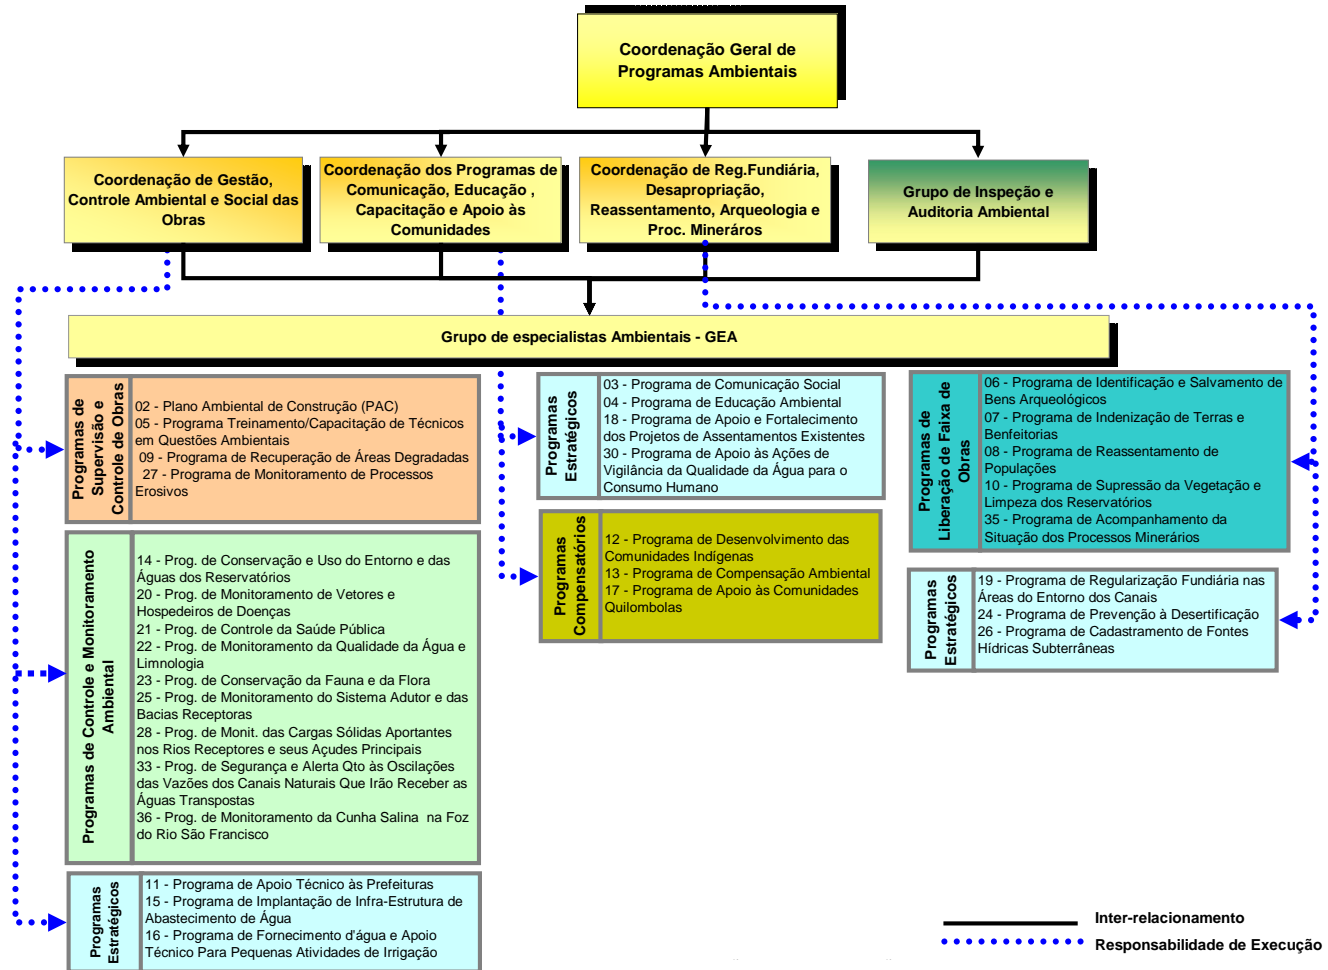 Coordenação Geral de
Programas Ambientais
Coordenação de Gestão,
Controle Ambiental e Social das
Obras
Coordenação dos Programas de
Comunicação, Educação ,
Capacitação e Apoio às
Comunidades
Coordenação de Reg.Fundiária,
Desapropriação,
Reassentamento, Arqueologia e
Proc. Mineráros
Grupo de Inspeção e
Auditoria Ambiental
Grupo de especialistas Ambientais - GEA
Programas de
Supervisão e
Controle de Obras
02 - Plano Ambiental de Construção (PAC)
05 - Programa Treinamento/Capacitação de Técnicos
em Questões Ambientais
09 - Programa de Recuperação de Áreas Degradadas
27 - Programa de Monitoramento de Processos
Erosivos
Programas de Controle e Monitoramento
Ambiental
14 - Prog. de Conservação e Uso do Entorno e das
Águas dos Reservatórios
20 - Prog. de Monitoramento de Vetores e
Hospedeiros de Doenças
21 - Prog. de Controle da Saúde Pública
22 - Prog. de Monitoramento da Qualidade da Água e
Limnologia
23 - Prog. de Conservação da Fauna e da Flora
25 - Prog. de Monitoramento do Sistema Adutor e das
Bacias Receptoras
28 - Prog. de Monit. das Cargas Sólidas Aportantes
nos Rios Receptores e seus Açudes Principais
33 - Prog. de Segurança e Alerta Qto às Oscilações
das Vazões dos Canais Naturais Que Irão Receber as
Águas Transpostas
36 - Prog. de Monitoramento da Cunha Salina na Foz
do Rio São Francisco
Programas
Estratégicos
11 - Programa de Apoio Técnico às Prefeituras
15 - Programa de Implantação de Infra-Estrutura de
Abastecimento de Água
16 - Programa de Fornecimento d'água e Apoio
Técnico Para Pequenas Atividades de Irrigação
Programas
Estratégicos
03 - Programa de Comunicação Social
04 - Programa de Educação Ambiental
18 - Programa de Apoio e Fortalecimento
dos Projetos de Assentamentos Existentes
30 - Programa de Apoio às Ações de
Vigilância da Qualidade da Água para o
Consumo Humano
Programas
Compensatórios
12 - Programa de Desenvolvimento das
Comunidades Indígenas
13 - Programa de Compensação Ambiental
17 - Programa de Apoio às Comunidades
Quilombolas
Programas de
Liberação de Faixa de
Obras
06 - Programa de Identificação e Salvamento de
Bens Arqueológicos
07 - Programa de Indenização de Terras e
Benfeitorias
08 - Programa de Reassentamento de
Populações
10 - Programa de Supressão da Vegetação e
Limpeza dos Reservatórios
35 - Programa de Acompanhamento da
Situação dos Processos Minerários
Programas
Estratégicos
19 - Programa de Regularização Fundiária nas
Áreas do Entorno dos Canais
24 - Programa de Prevenção à Desertificação
26 - Programa de Cadastramento de Fontes
Hídricas Subterrâneas
Inter-relacionamento
Responsabilidade de Execução